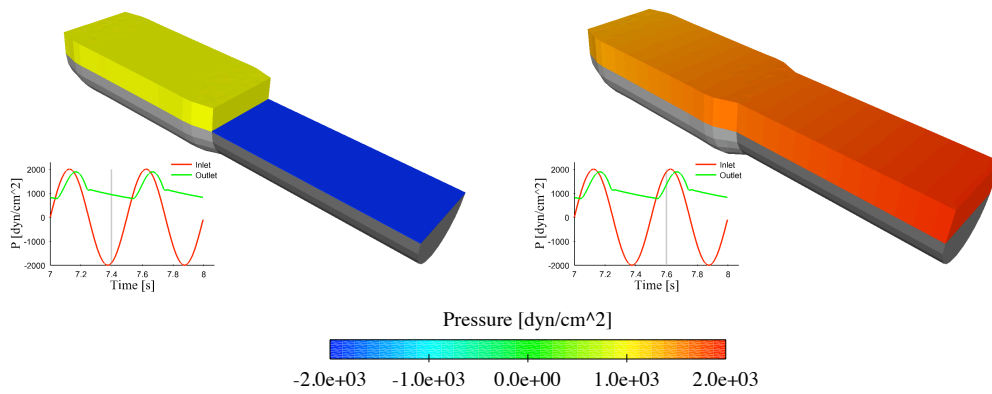 2000
1000
0
-1000
-2000
P [dyn/cm^2]
Inlet
Outlet
7
7.2
7.4
7.6
7.8
8
Time [s]
2000
1000
0
-1000
-2000
P [dyn/cm^2]
Inlet
Outlet
7
7.2
7.4
7.6
7.8
8
Time [s]
Pressure [dyn/cm^2]
-2.0e+03 -1.0e+03 0.0e+00 1.0e+03 2.0e+03